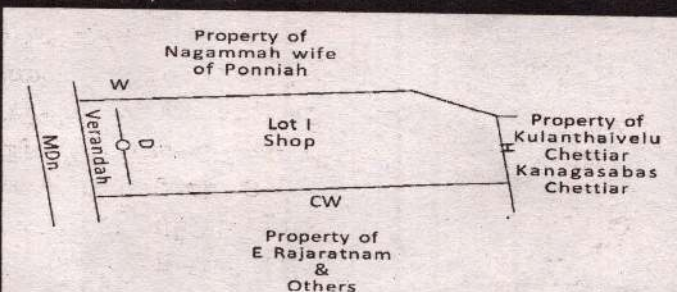 Property of
Nagammah wife
of Ponniah
W
MDn
Verandah
D
Lot I
Shop
H
Property of
Kulanthaivelu
Chettiar
Kanagasabas
Chettiar
CW
Property of
E Rajaratnam
&
Others